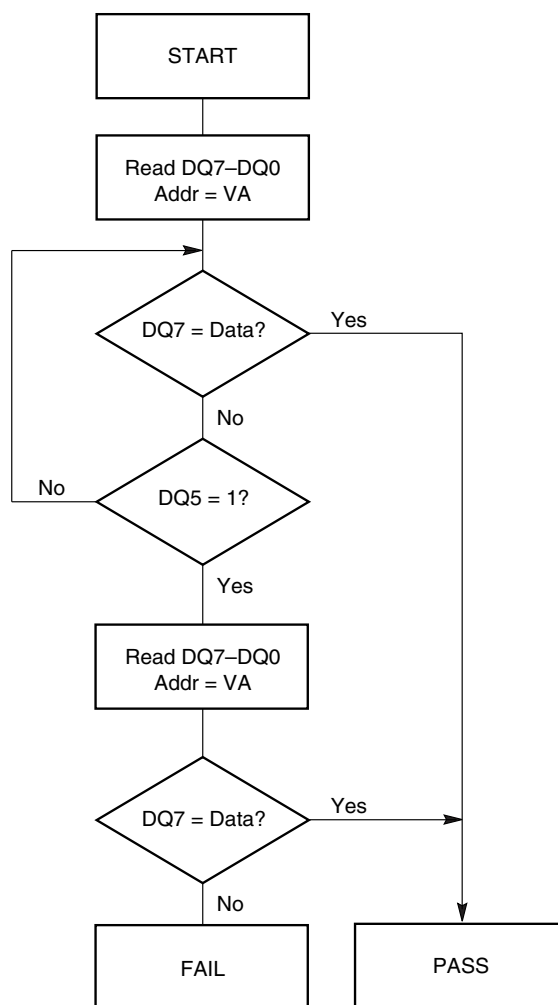 START
Read DQ7–DQ0
Addr = VA
DQ7 = Data?
Yes
No
DQ5 = 1?
No
Yes
Read DQ7–DQ0
Addr = VA
DQ7 = Data?
Yes
No
FAIL
PASS